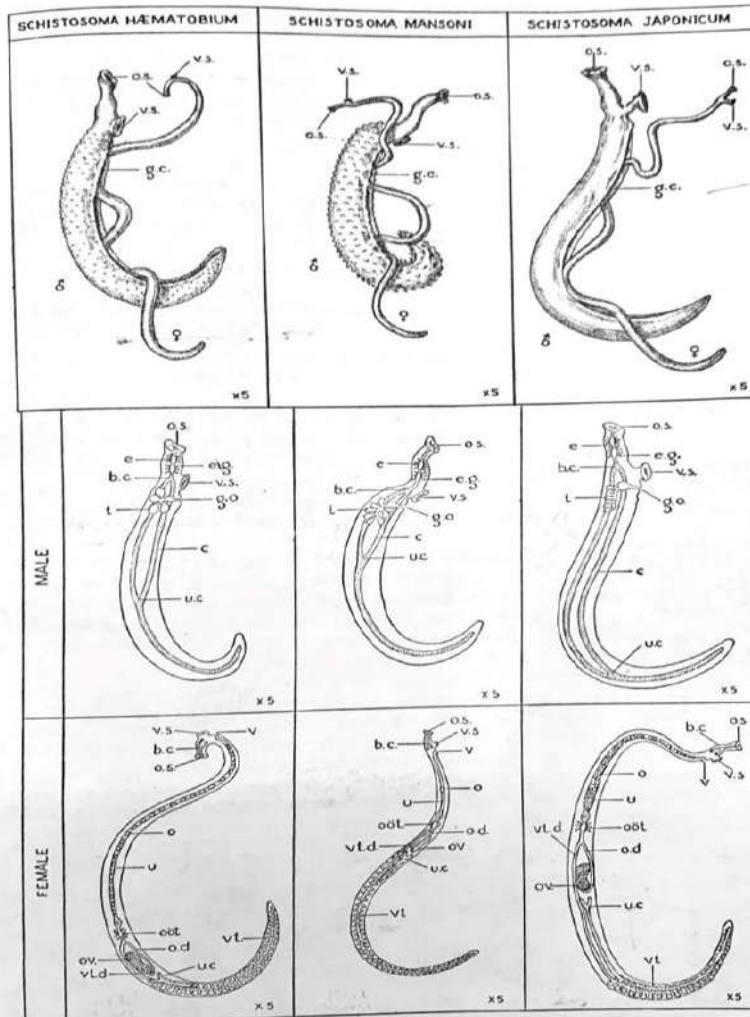 SCHISTOSOMA HÆMATOBIUM
SCHISTOSOMA MANSONI
SCHISTOSOMA JAPONICUM
o.s.
v.s.
v.s.
g.c.
♂
♀
x5
v.s.
o.s.
o.s.
v.s.
g.c.
♂
♀
x5
o.s.
v.s.
o.s.
v.s.
g.c.
♂
♀
x5
MALE
o.s.
e
e.g.
b.c
v.s.
t
g.o
c
u.c
x5
o.s.
e
e.g.
b.c
v.s
t
g.o
c
u.c
x5
o.s.
e
e.g.
b.c
v.s.
t
g.o.
c
u.c
x5
FEMALE
v.s
v
b.c
o.s.
o
u
oöt
o.d
vt.
ov.
u.c
vt.d
x5
o.s.
b.c
v.s
v
o
u
oöt
o.d.
vt.d
ov
u.c
vt
x5
o.s.
b.c
v
v.s
o
u
vt.d
oöt
o.d
ov.
u.c
vt
x5